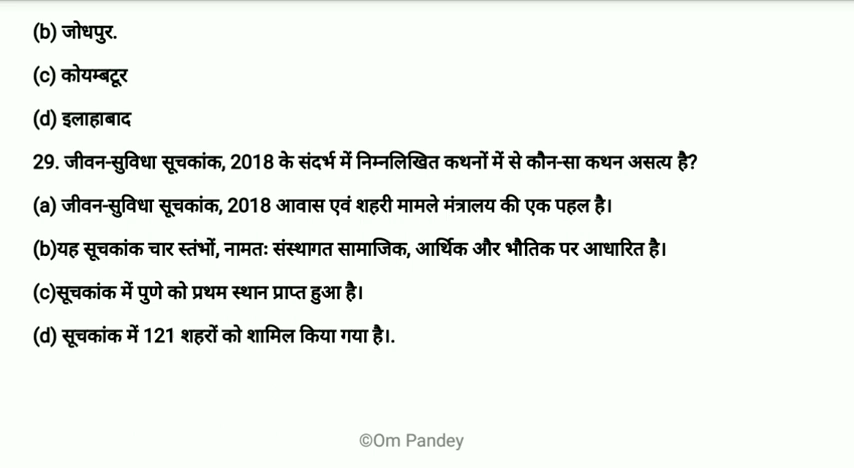 (b) जोधपुर.
(c) कोयम्बटूर
(d) इलाहाबाद
29. जीवन-सुविधा सूचकांक, 2018 के संदर्भ में निम्नलिखित कथनों में से कौन-सा कथन असत्य है?
(a) जीवन-सुविधा सूचकांक, 2018 आवास एवं शहरी मामले मंत्रालय की एक पहल है।
(b)यह सूचकांक चार स्तंभों, नामतः संस्थागत सामाजिक, आर्थिक और भौतिक पर आधारित है।
(c)सूचकांक में पुणे को प्रथम स्थान प्राप्त हुआ है।
(d) सूचकांक में 121 शहरों को शामिल किया गया है।.
©Om Pandey